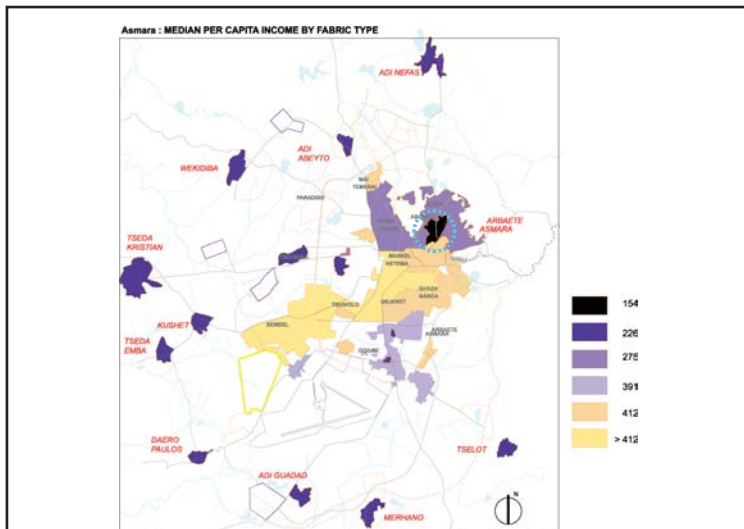 Asmara : MEDIAN PER CAPITA INCOME BY FABRIC TYPE
ADI NEFAS
ADI
ABEYTO
WEKIDIBA
MAI
TEMENAI
PARADISO
ARBAETE
ASMARA
TSEDA
KRISTIAN
MAEKEL
KETEMA
GHEZA
BANDA
TIRAVOLO
SEMBEL
KUSHET
ARBAETE
ASMARA
TSEDA
EMBA
GODAIF
DAERO
PAULOS
TSELOT
ADI GUADAD
MERHANO
N
154
226
275
391
412
> 412